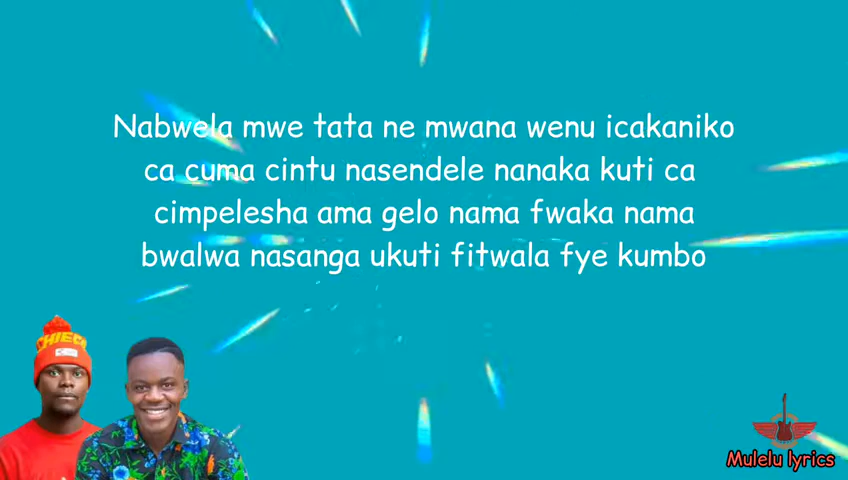 Nabwela mwe tata ne mwana wenu icakaniko
ca cuma cintu nasendele nanaka kuti ca
cimpelesha ama gelo nama fwaka nama
bwalwa nasanga ukuti fitwala fye kumbo
CHIEC
Mulelu lyrics